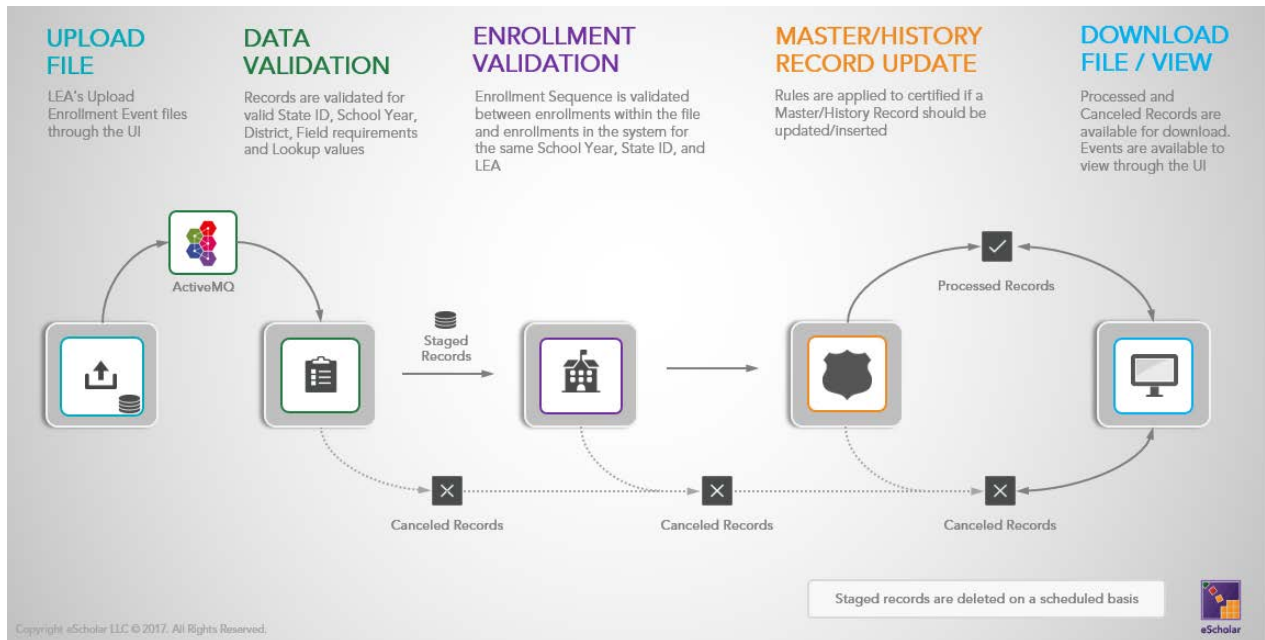 UPLOAD
FILE
LEA's Upload
Enrollment Event files
through the UI
DATA
VALIDATION
Records are validated for
valid State ID, School Year,
District, Field requirements
and Lookup values
ENROLLMENT
VALIDATION
Enrollment Sequence is validated
between enrollments within the file
and enrollments in the system for
the same School Year, State ID, and
LEA
MASTER/HISTORY
RECORD UPDATE
Rules are applied to certified if a
Master/History Record should be
updated/inserted
DOWNLOAD
FILE / VIEW
Processed and
Canceled Records are
available for download.
Events are available to
view through the UI
ActiveMQ
Staged
Records
Processed Records
Canceled Records
Canceled Records
Canceled Records
Staged records are deleted on a scheduled basis
Copyright eScholar LLC © 2017. All Rights Reserved.
eScholar